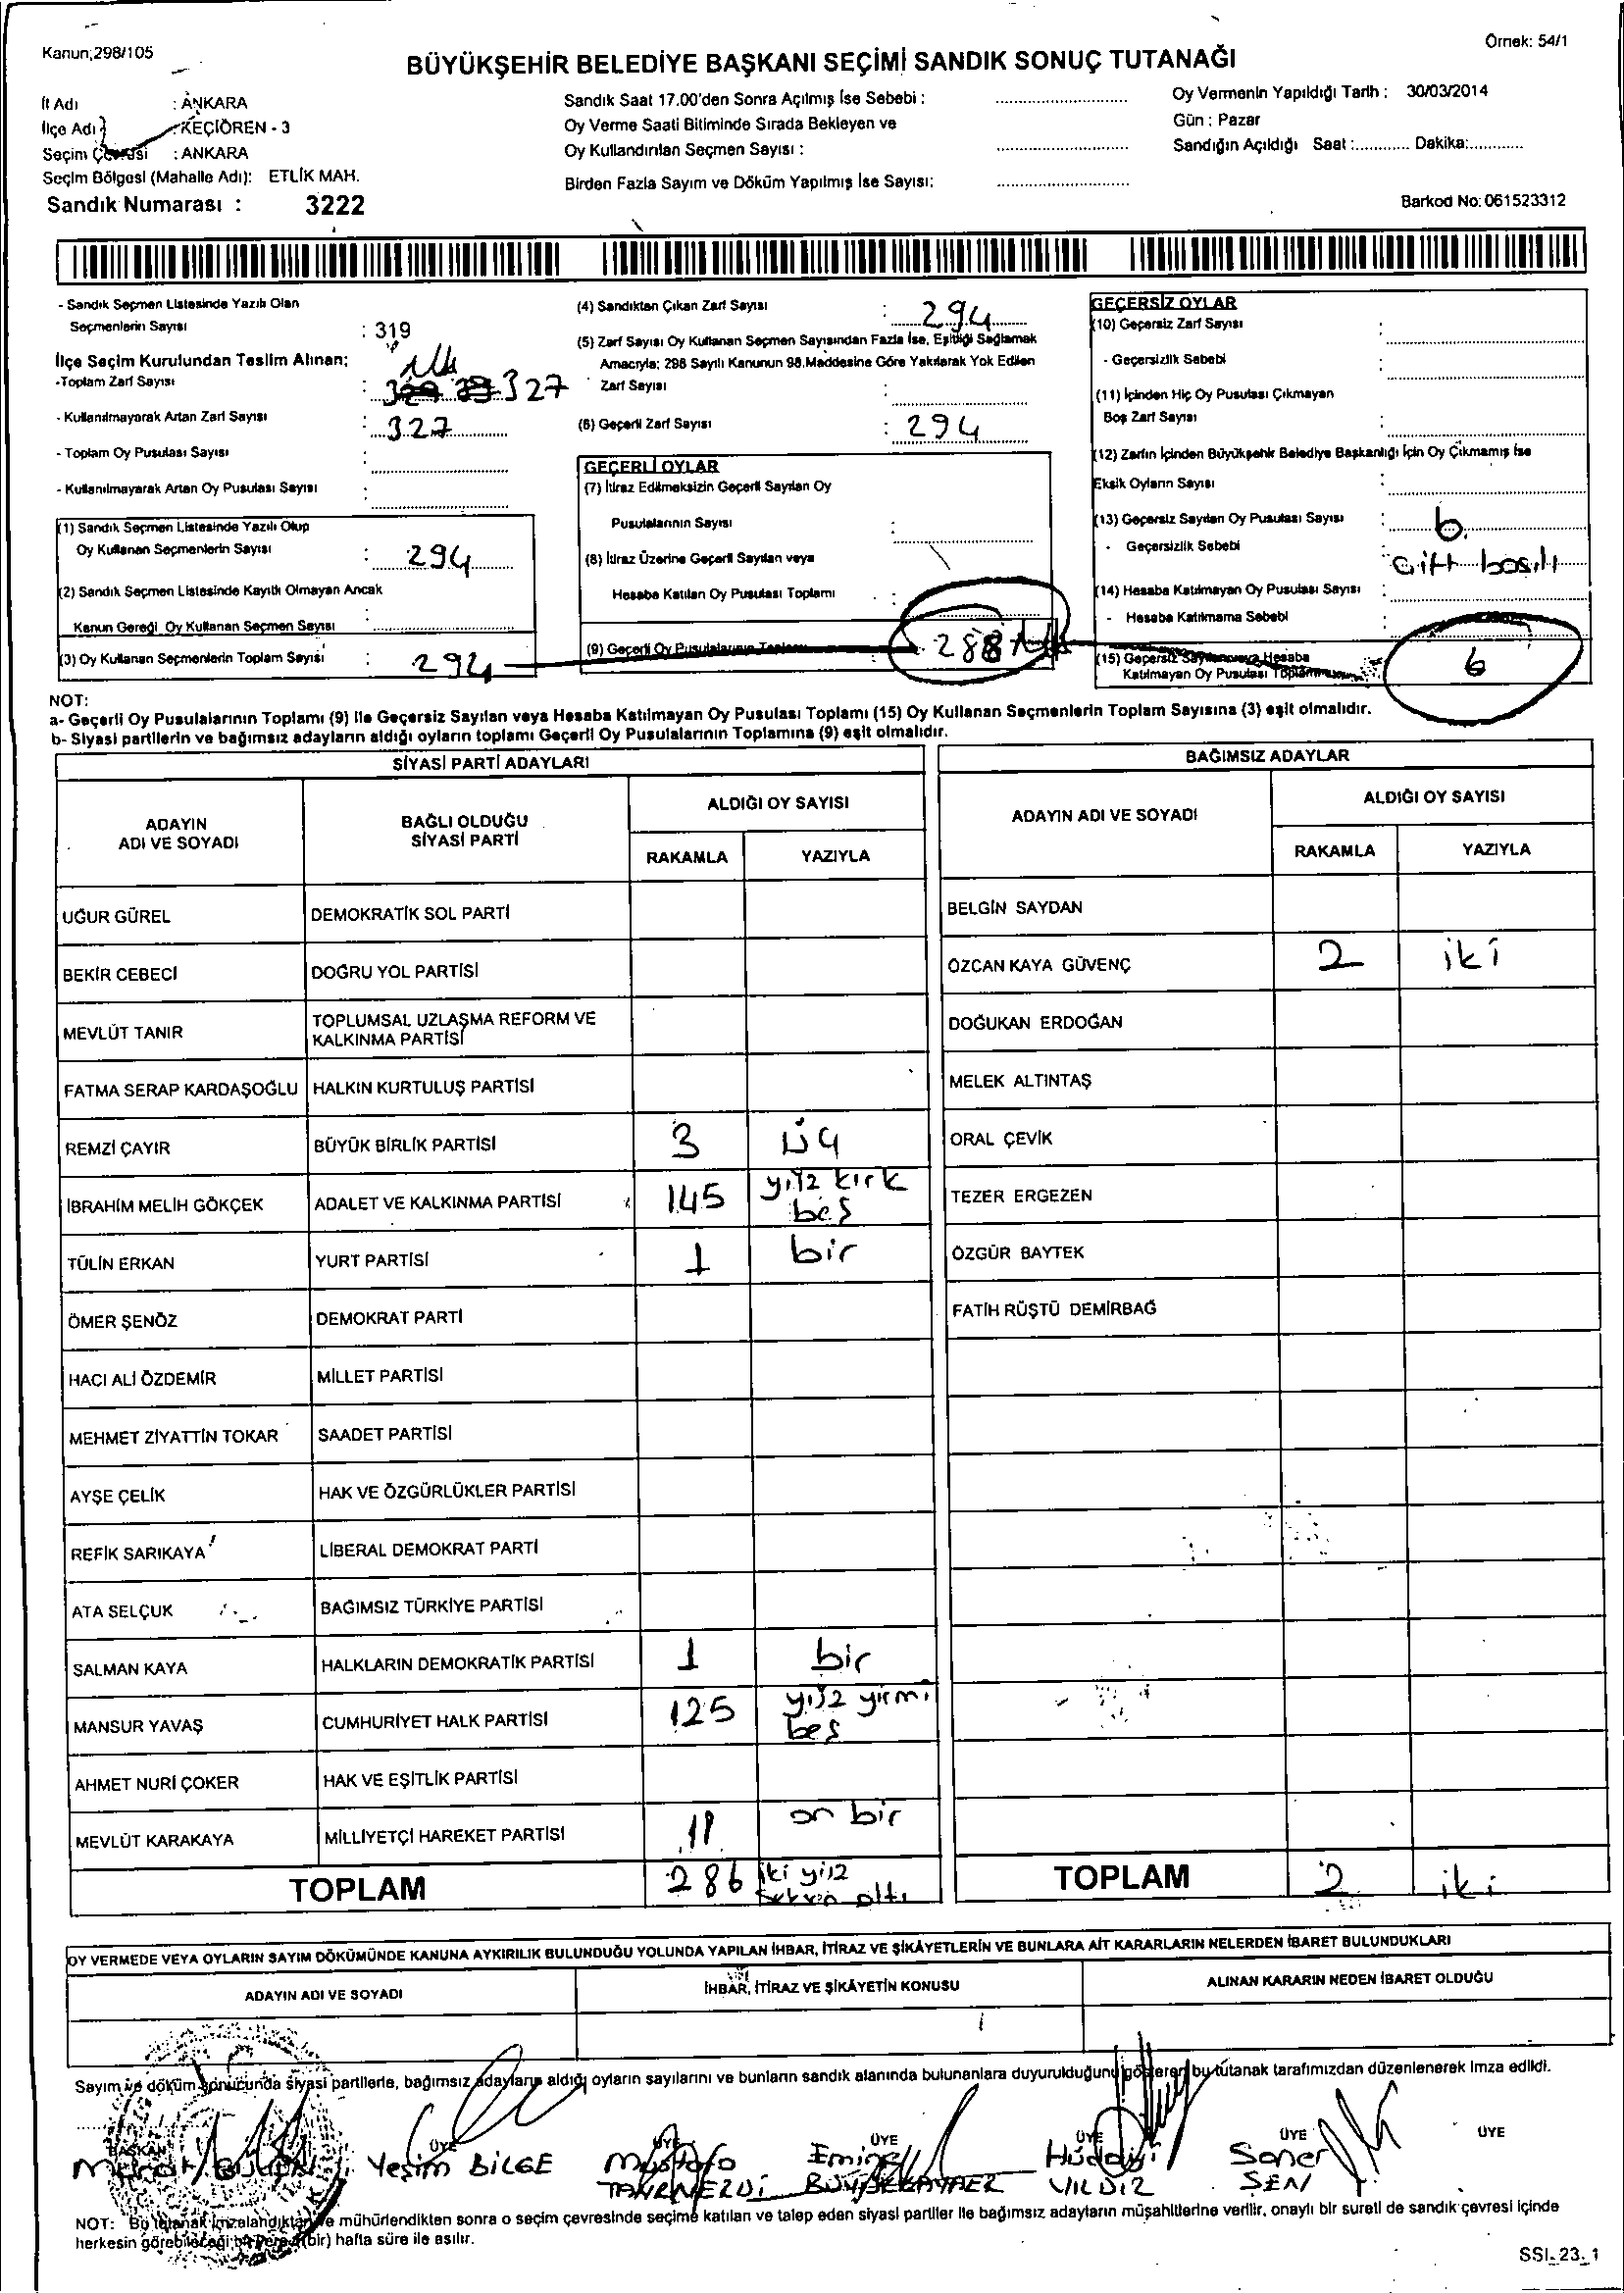 Kanun;298/105
Örnek: 54/1
BÜYÜKŞEHİR BELEDİYE BAŞKANI SEÇİMİ SANDIK SONUÇ TUTANAĞI
İl Adı : ANKARA
İlçe Adı : KEÇİÖREN - 3
Seçim Çevresi : ANKARA
Seçim Bölgesi (Mahalle Adı): ETLİK MAH.
Sandık Numarası : 3222
Sandık Saat 17.00'den Sonra Açılmış İse Sebebi :
Oy Verme Saati Bitiminde Sırada Bekleyen ve
Oy Kullandırılan Seçmen Sayısı :
Birden Fazla Sayım ve Döküm Yapılmış İse Sayısı:
Oy Vermenin Yapıldığı Tarih : 30/03/2014
Gün : Pazar
Sandığın Açıldığı Saat :............ Dakika:............
Barkod No: 061523312
- Sandık Seçmen Listesinde Yazılı Olan
Seçmenlerin Sayısı : 319
İlçe Seçim Kurulundan Teslim Alınan;
-Toplam Zarf Sayısı : 327
- Kullanılmayarak Artan Zarf Sayısı : 327
- Toplam Oy Pusulası Sayısı :
- Kullanılmayarak Artan Oy Pusulası Sayısı :
(1) Sandık Seçmen Listesinde Yazılı Olup
Oy Kullanan Seçmenlerin Sayısı : 294
(2) Sandık Seçmen Listesinde Kayıtlı Olmayan Ancak
Kanun Gereği Oy Kullanan Seçmen Sayısı :
(3) Oy Kullanan Seçmenlerin Toplam Sayısı : 294
(4) Sandıktan Çıkan Zarf Sayısı : 294
(5) Zarf Sayısı Oy Kullanan Seçmen Sayısından Fazla İse, Eşitliği Sağlamak
Amacıyla; 298 Sayılı Kanunun 98.Maddesine Göre Yakılarak Yok Edilen
Zarf Sayısı :
(6) Geçerli Zarf Sayısı : 294
GEÇERLİ OYLAR
(7) İtiraz Edilmeksizin Geçerli Sayılan Oy
Pusulalarının Sayısı :
(8) İtiraz Üzerine Geçerli Sayılan veya
Hesaba Katılan Oy Pusulası Toplamı :
(9) Geçerli Oy Pusulalarının Toplamı 288
GEÇERSİZ OYLAR
(10) Geçersiz Zarf Sayısı :
- Geçersizlik Sebebi :
(11) İçinden Hiç Oy Pusulası Çıkmayan
Boş Zarf Sayısı :
(12) Zarfın İçinden Büyükşehir Belediye Başkanlığı İçin Oy Çıkmamış İse
Eksik Oyların Sayısı :
(13) Geçersiz Sayılan Oy Pusulası Sayısı : 6
- Geçersizlik Sebebi : Çift basılı
(14) Hesaba Katılmayan Oy Pusulası Sayısı :
- Hesaba Katılmama Sebebi
(15) Geçersiz Sayılan veya Hesaba
Katılmayan Oy Pusulası Toplamı 6
NOT:
a- Geçerli Oy Pusulalarının Toplamı (9) ile Geçersiz Sayılan veya Hesaba Katılmayan Oy Pusulası Toplamı (15) Oy Kullanan Seçmenlerin Toplam Sayısına (3) eşit olmalıdır.
b- Siyasi partilerin ve bağımsız adayların aldığı oyların toplamı Geçerli Oy Pusulalarının Toplamına (9) eşit olmalıdır.
SİYASİ PARTİ ADAYLARI
ADAYIN ADI VE SOYADI
BAĞLI OLDUĞU SİYASİ PARTİ
ALDIĞI OY SAYISI
RAKAMLA YAZIYLA
UĞUR GÜREL DEMOKRATİK SOL PARTİ
BEKİR CEBECİ DOĞRU YOL PARTİSİ
MEVLÜT TANIR TOPLUMSAL UZLAŞMA REFORM VE KALKINMA PARTİSİ
FATMA SERAP KARDAŞOĞLU HALKIN KURTULUŞ PARTİSİ
REMZİ ÇAYIR BÜYÜK BİRLİK PARTİSİ 3 üç
İBRAHİM MELİH GÖKÇEK ADALET VE KALKINMA PARTİSİ 145 yüz kırk beş
TÜLİN ERKAN YURT PARTİSİ 1 bir
ÖMER ŞENÖZ DEMOKRAT PARTİ
HACI ALİ ÖZDEMİR MİLLET PARTİSİ
MEHMET ZİYATTİN TOKAR SAADET PARTİSİ
AYŞE ÇELİK HAK VE ÖZGÜRLÜKLER PARTİSİ
REFİK SARIKAYA LİBERAL DEMOKRAT PARTİ
ATA SELÇUK BAĞIMSIZ TÜRKİYE PARTİSİ
SALMAN KAYA HALKLARIN DEMOKRATİK PARTİSİ 1 bir
MANSUR YAVAŞ CUMHURİYET HALK PARTİSİ 125 yüz yirmi beş
AHMET NURİ ÇOKER HAK VE EŞİTLİK PARTİSİ
MEVLÜT KARAKAYA MİLLİYETÇİ HAREKET PARTİSİ 11 on bir
TOPLAM 286 iki yüz seksen altı
BAĞIMSIZ ADAYLAR
ADAYIN ADI VE SOYADI
ALDIĞI OY SAYISI
RAKAMLA YAZIYLA
BELGİN SAYDAN
ÖZCAN KAYA GÜVENÇ 2 iki
DOĞUKAN ERDOĞAN
MELEK ALTINTAŞ
ORAL ÇEVİK
TEZER ERGEZEN
ÖZGÜR BAYTEK
FATİH RÜŞTÜ DEMİRBAĞ
TOPLAM 2 iki
OY VERMEDE VEYA OYLARIN SAYIM DÖKÜMÜNDE KANUNA AYKIRILIK BULUNDUĞU YOLUNDA YAPILAN İHBAR, İTİRAZ VE ŞİKÂYETLERİN VE BUNLARA AİT KARARLARIN NELERDEN İBARET BULUNDUKLARI
ADAYIN ADI VE SOYADI
İHBAR, İTİRAZ VE ŞİKÂYETİN KONUSU
ALINAN KARARIN NEDEN İBARET OLDUĞU
Sayım ve döküm sonucunda siyasi partilerle, bağımsız adayların aldığı oyların sayılarını ve bunların sandık alanında bulunanlara duyurulduğunu gösteren bu tutanak tarafımızdan düzenlenerek imza edildi.
BAŞKAN ÜYE ÜYE ÜYE ÜYE ÜYE ÜYE
Murat Yeşim BİLGE Mustafa Emine Hüdayi Soner
YILDIZ ŞEN
NOT: Bu tutanak imzalandıktan ve mühürlendikten sonra o seçim çevresinde seçime katılan ve talep eden siyasi partiler ile bağımsız adayların müşahitlerine verilir, onaylı bir sureti de sandık çevresi içinde
herkesin görebileceği bir yere 1(bir) hafta süre ile asılır.
SSI_23_1